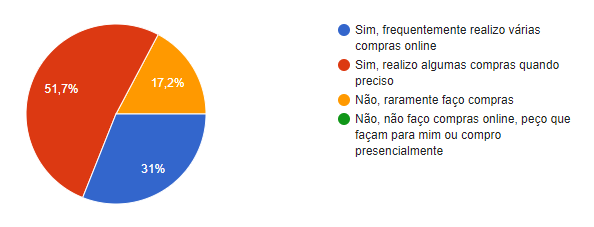 51,7%
17,2%
31%
Sim, frequentemente realizo várias
compras online
Sim, realizo algumas compras quando
preciso
Não, raramente faço compras
Não, não faço compras online, peço que
façam para mim ou compro
presencialmente